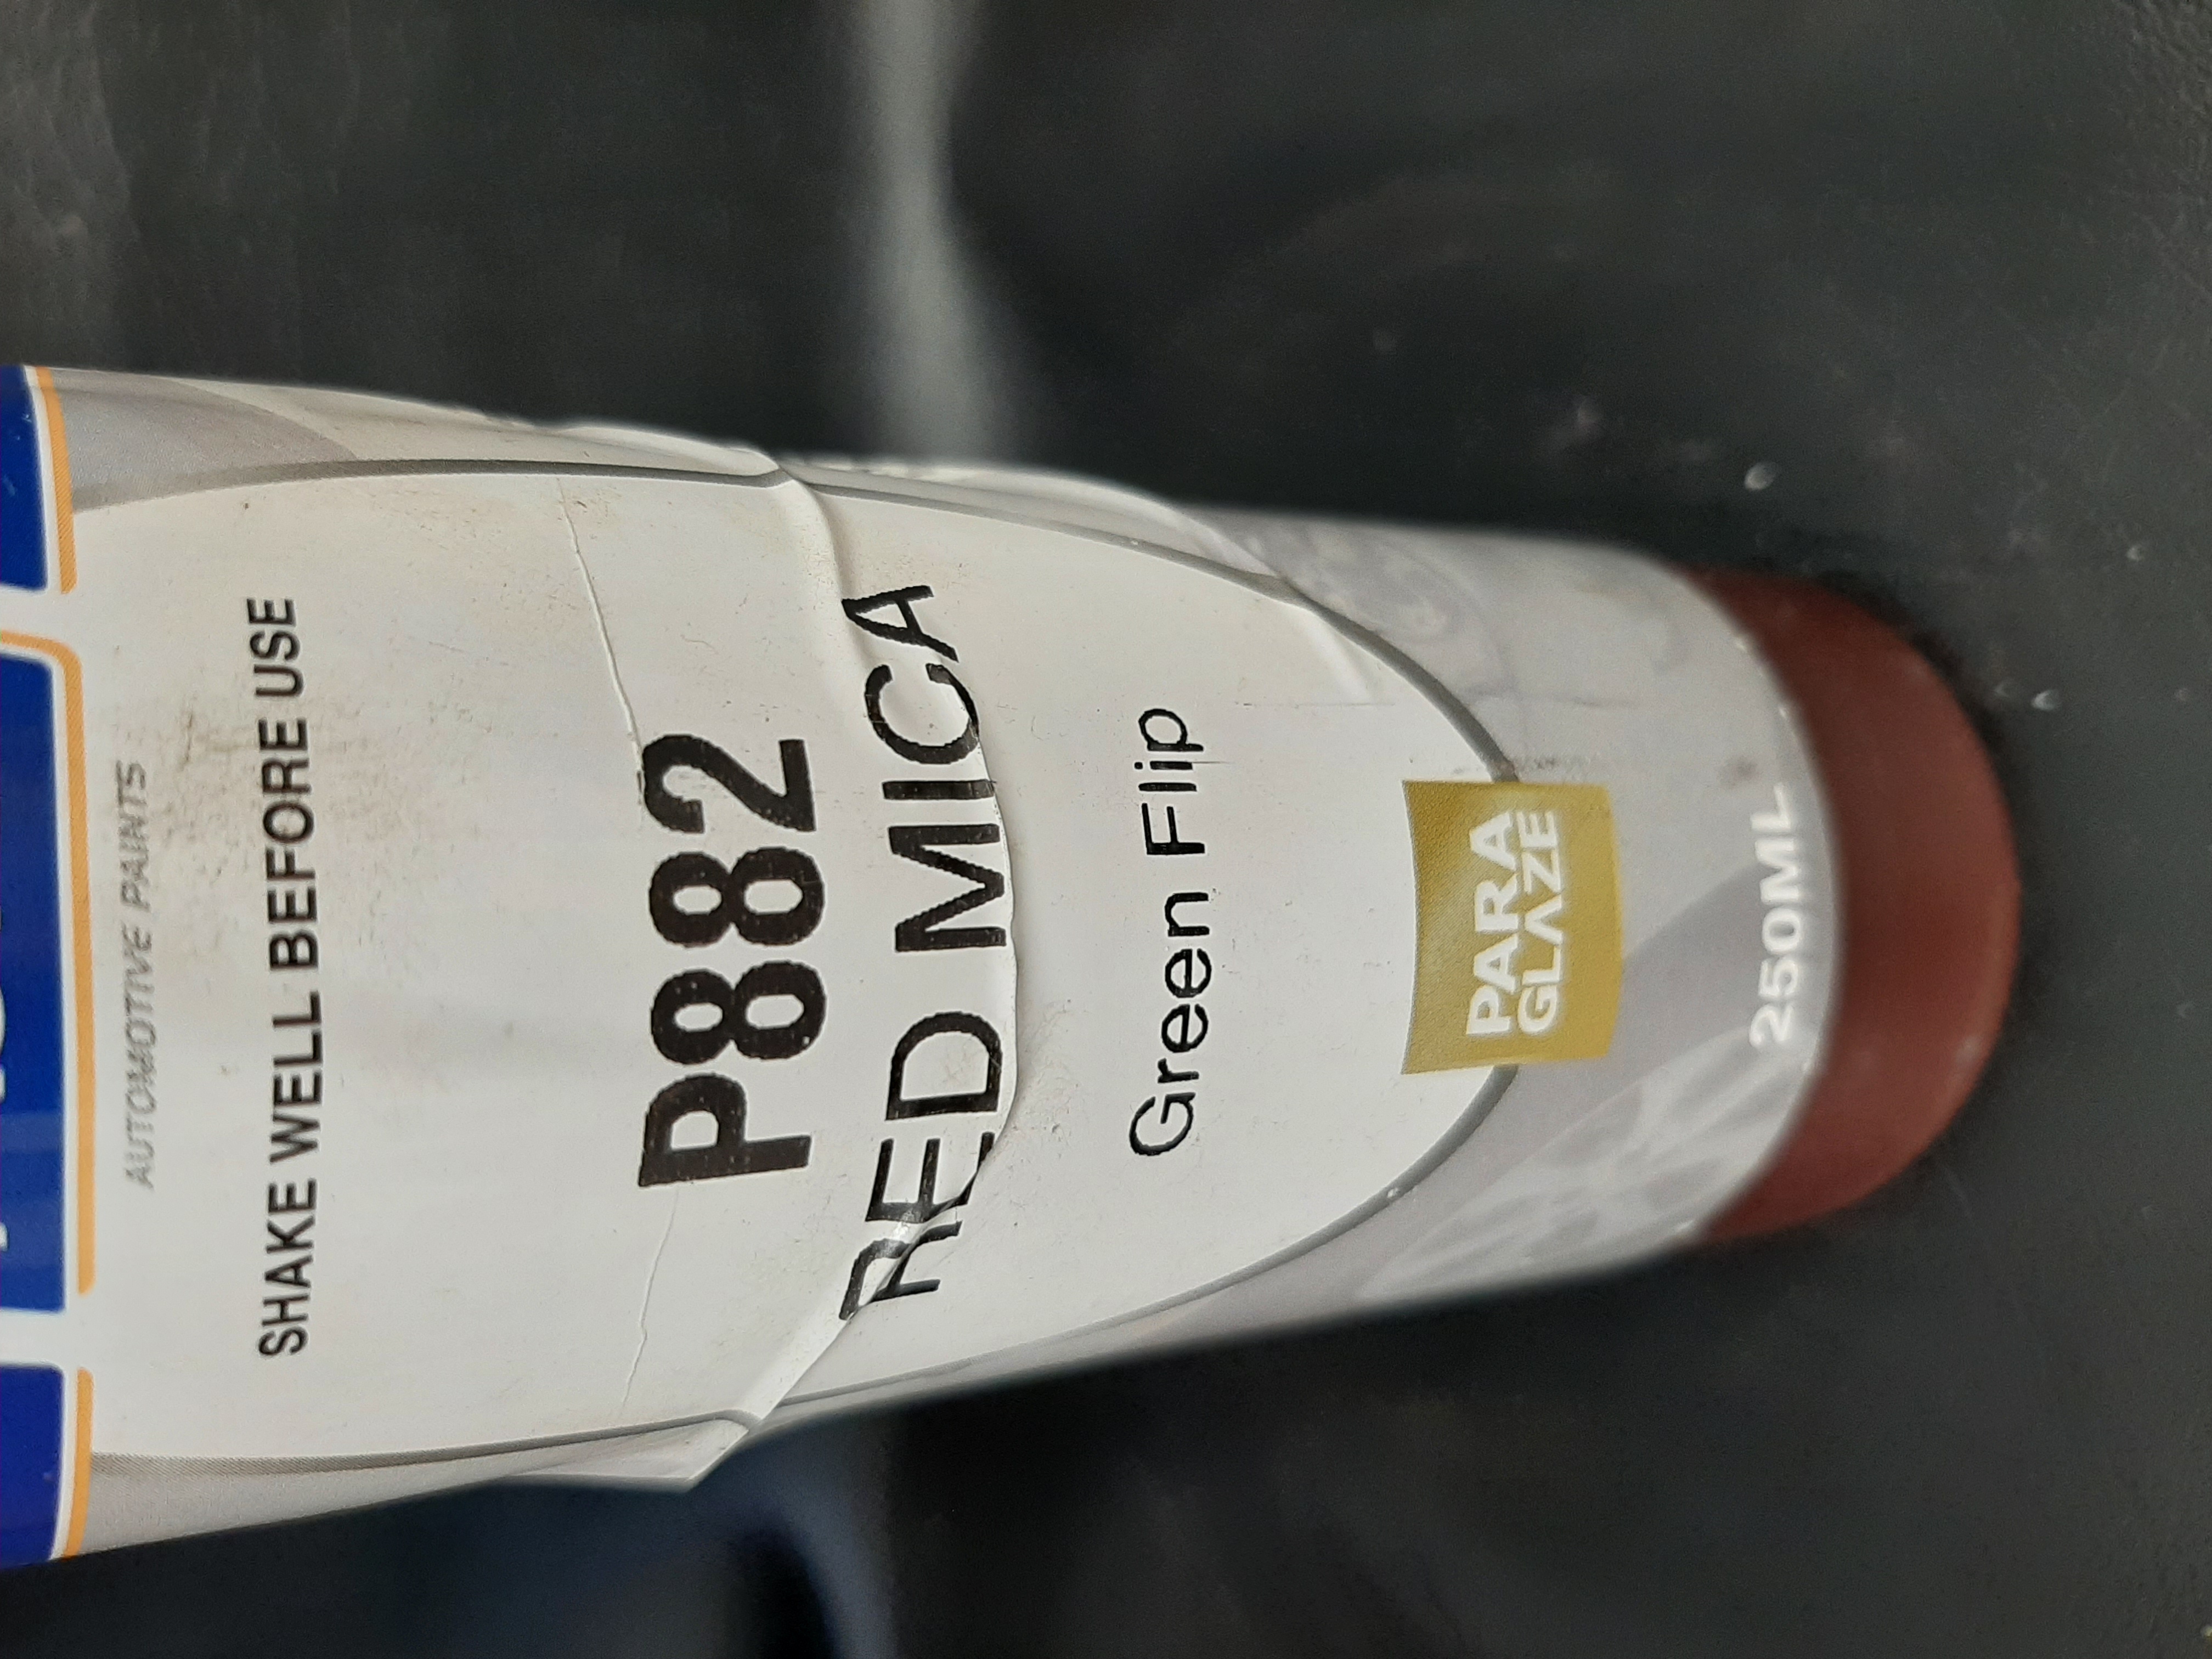 AUTOMOTIVE PAINTS
SHAKE WELL BEFORE USE
P882
RED MICA
Green Flip
PARA
GLAZE
250ML